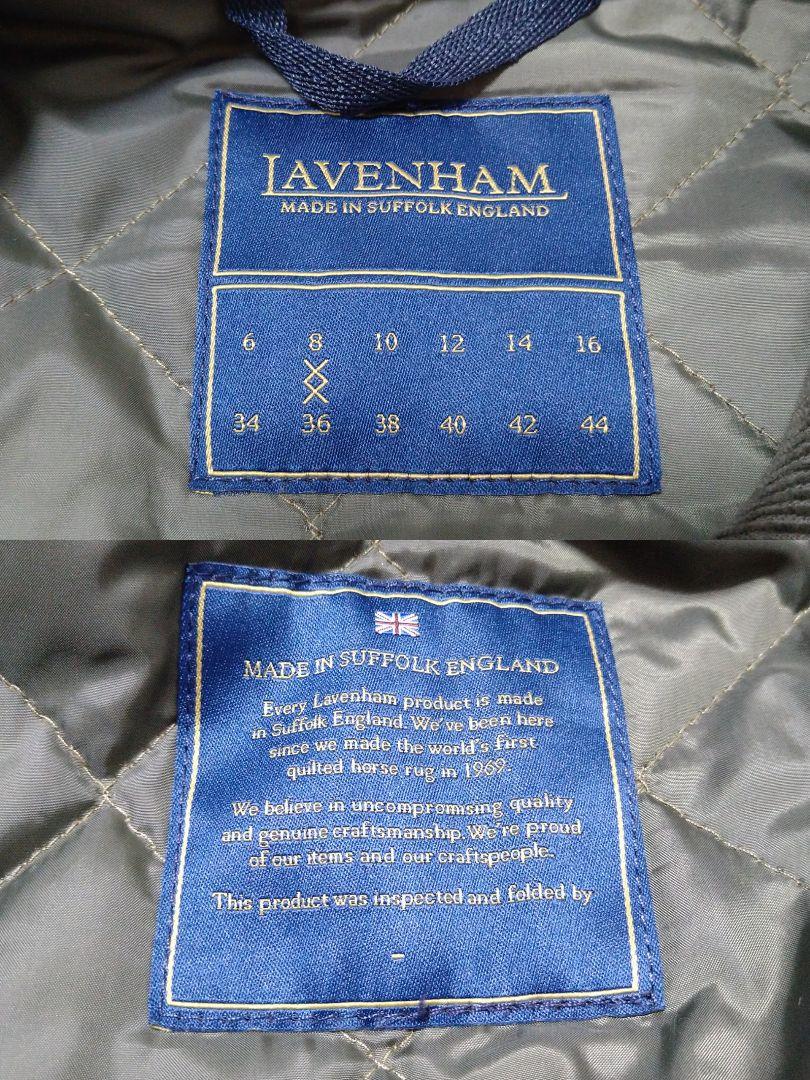 LAVENHAM
MADE IN SUFFOLK ENGLAND
6 8 10 12 14 16
XX
34 36 38 40 42 44
MADE IN SUFFOLK ENGLAND
Every Lavenham product is made
in Suffolk England. We've been here
since we made the world's first
quilted horse rug in 1969.
We believe in uncompromising quality
and genuine craftsmanship. We're proud
of our items and our craftspeople.
This product was inspected and folded by
-